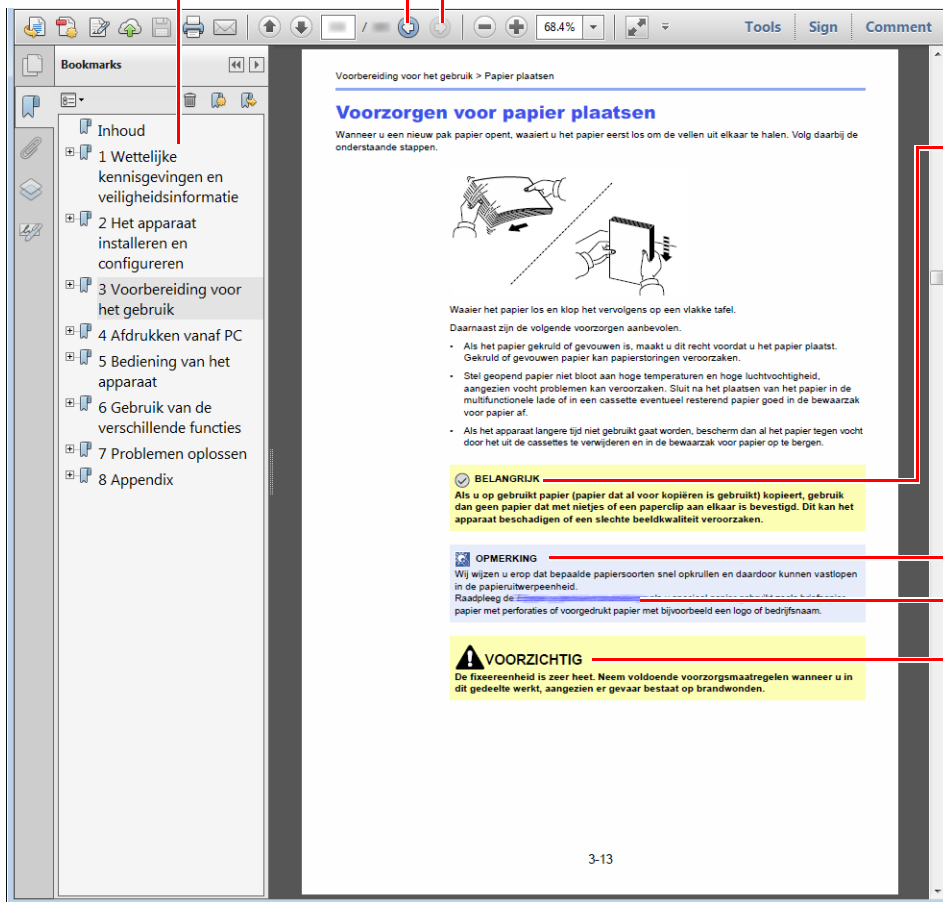 /
68.4%
Tools
Sign
Comment
Bookmarks
Inhoud
1 Wettelijke
kennisgevingen en
veiligheidsinformatie
2 Het apparaat
installeren en
configureren
3 Voorbereiding voor
het gebruik
4 Afdrukken vanaf PC
5 Bediening van het
apparaat
6 Gebruik van de
verschillende functies
7 Problemen oplossen
8 Appendix
Voorbereiding voor het gebruik > Papier plaatsen
Voorzorgen voor papier plaatsen
Wanneer u een nieuw pak papier opent, waaiert u het papier eerst los om de vellen uit elkaar te halen. Volg daarbij de
onderstaande stappen.
Waaier het papier los en klop het vervolgens op een vlakke tafel.
Daarnaast zijn de volgende voorzorgen aanbevolen.
• Als het papier gekruld of gevouwen is, maakt u dit recht voordat u het papier plaatst.
Gekruld of gevouwen papier kan papierstoringen veroorzaken.
• Stel geopend papier niet bloot aan hoge temperaturen en hoge luchtvochtigheid,
aangezien vocht problemen kan veroorzaken. Sluit na het plaatsen van het papier in de
multifunctionele lade of in een cassette eventueel resterend papier goed in de bewaarzak
voor papier af.
• Als het apparaat langere tijd niet gebruikt gaat worden, bescherm dan al het papier tegen vocht
door het uit de cassettes te verwijderen en in de bewaarzak voor papier op te bergen.
BELANGRIJK
Als u op gebruikt papier (papier dat al voor kopiëren is gebruikt) kopieert, gebruik
dan geen papier dat met nietjes of een paperclip aan elkaar is bevestigd. Dit kan het
apparaat beschadigen of een slechte beeldkwaliteit veroorzaken.
OPMERKING
Wij wijzen u erop dat bepaalde papiersoorten snel opkrullen en daardoor kunnen vastlopen
in de papieruitwerpeenheid.
Raadpleeg de
papier met perforaties of voorgedrukt papier met bijvoorbeeld een logo of bedrijfsnaam.
VOORZICHTIG
De fixeereenheid is zeer heet. Neem voldoende voorzorgsmaatregelen wanneer u in
dit gedeelte werkt, aangezien er gevaar bestaat op brandwonden.
3-13